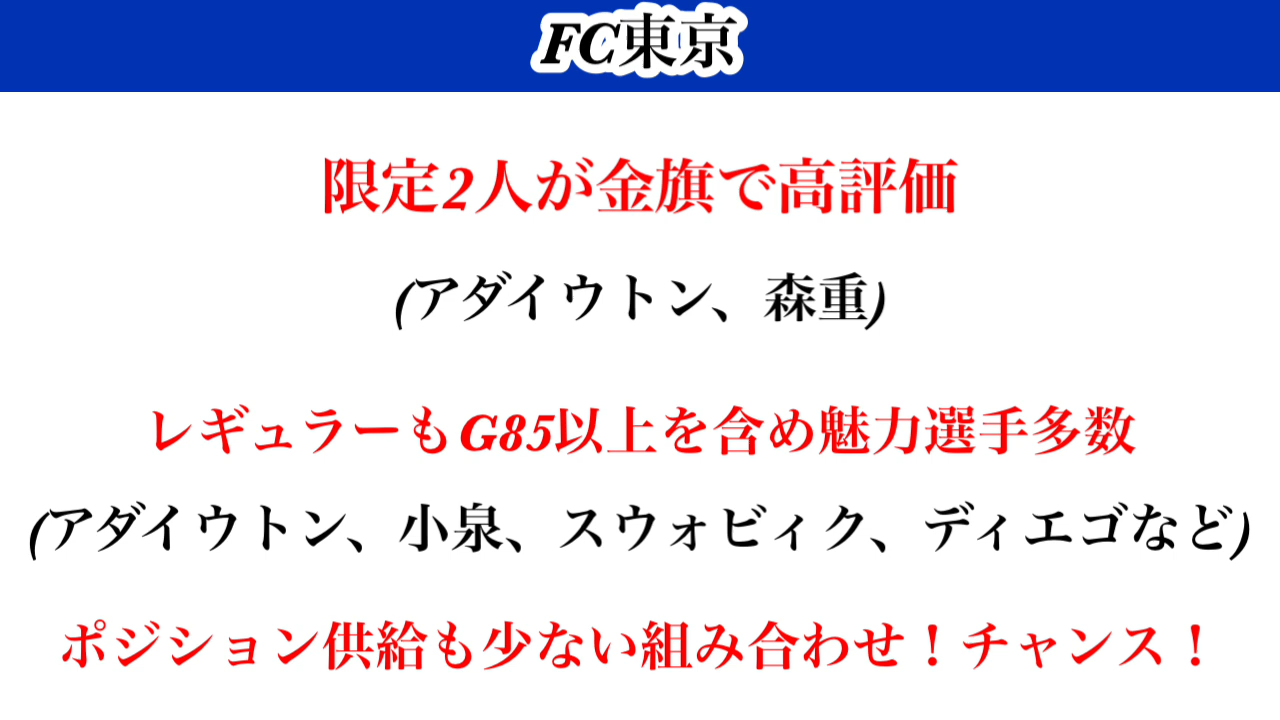 FC東京
限定2人が金旗で高評価
(アダイウトン、森重)
レギュラーもG85以上を含め魅力選手多数
(アダイウトン、小泉、スウォビィク、ディエゴなど)
ポジション供給も少ない組み合わせ！チャンス！